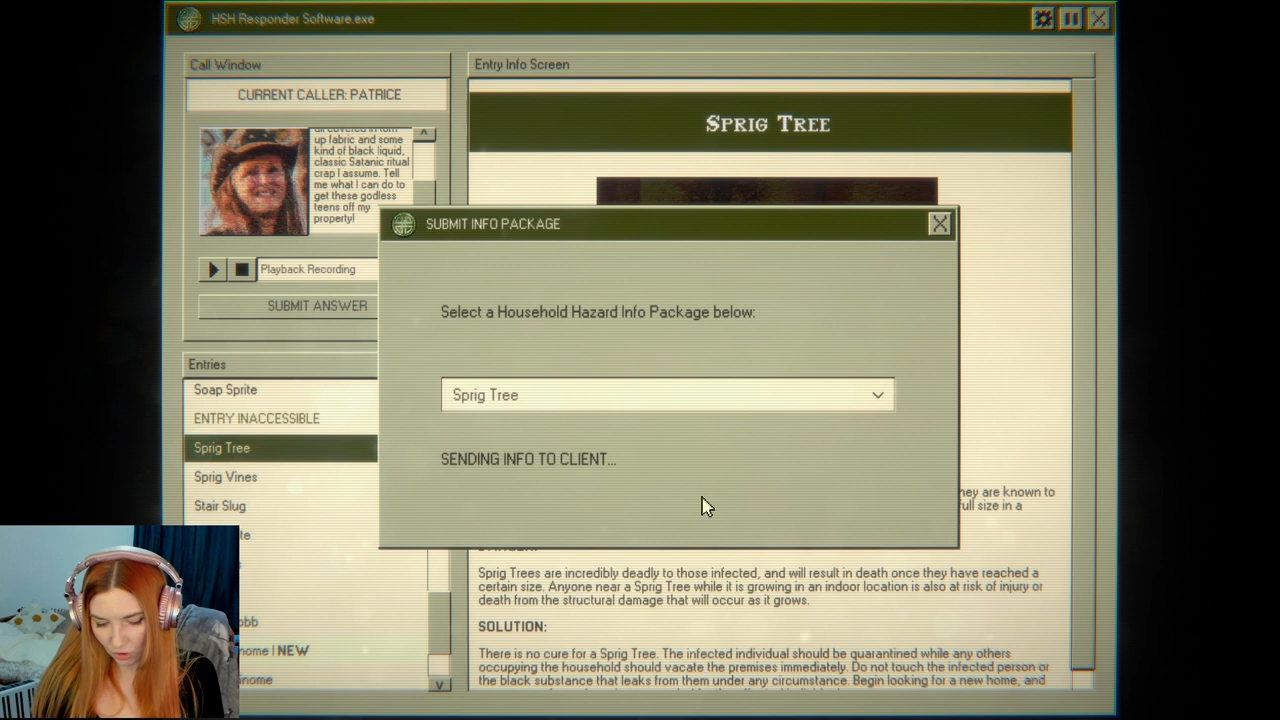 HSH Responder Software.exe
Call Window
CURRENT CALLER: PATRICE
up fabric and some
kind of black liquid,
classic Satanic ritual
crap I assume. Tell
me what I can do to
get these godless
teens off my
property!
Playback Recording
SUBMIT ANSWER
Entries
Soap Sprite
ENTRY INACCESSIBLE
Sprig Tree
Sprig Vines
Stair Slug
NEW
Entry Info Screen
Sprig Tree
SUBMIT INFO PACKAGE
Select a Household Hazard Info Package below:
Sprig Tree
SENDING INFO TO CLIENT...
they are known to
full size in a
Sprig Trees are incredibly deadly to those infected, and will result in death once they have reached a
certain size. Anyone near a Sprig Tree while it is growing in an indoor location is also at risk of injury or
death from the structural damage that will occur as it grows.
SOLUTION:
There is no cure for a Sprig Tree. The infected individual should be quarantined while any others
occupying the household should vacate the premises immediately. Do not touch the infected person or
the black substance that leaks from them under any circumstance. Begin looking for a new home, and